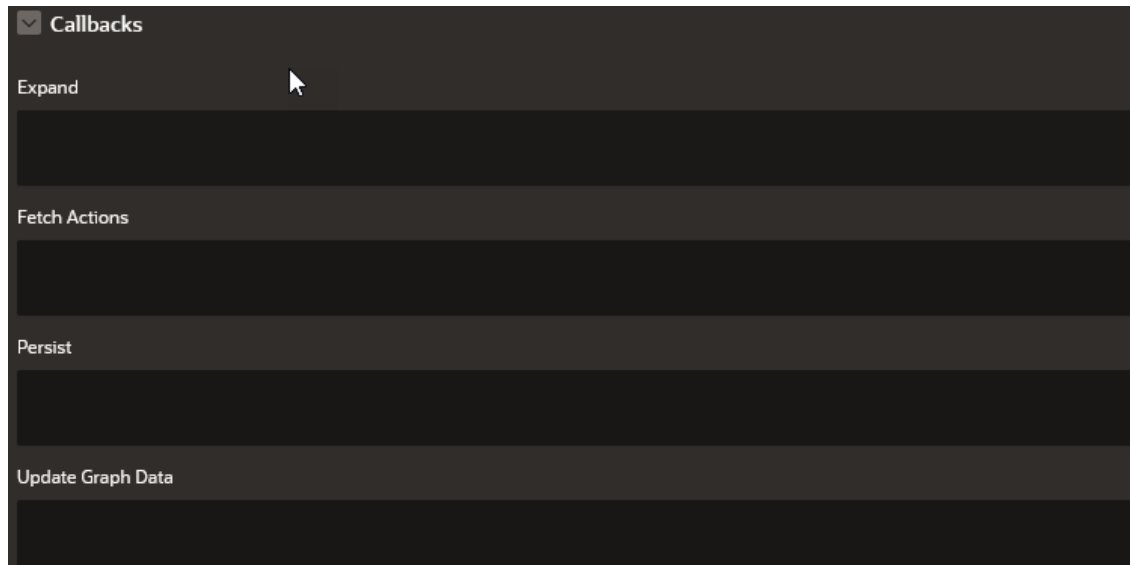 Callbacks
Expand
Fetch Actions
Persist
Update Graph Data